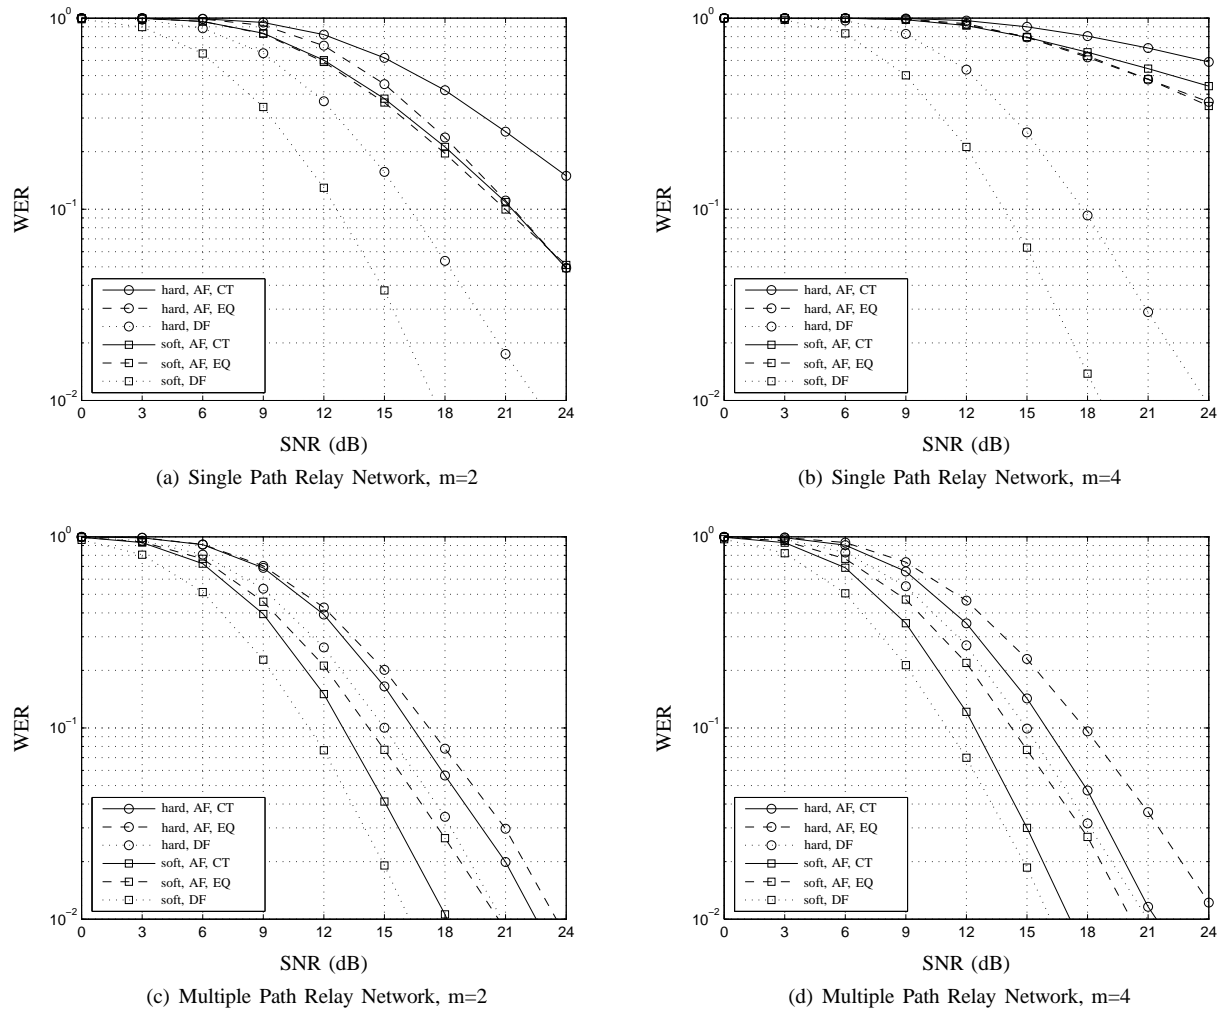 10^0
10^-1
10^-2
WER
0 3 6 9 12 15 18 21 24
SNR (dB)
hard, AF, CT
hard, AF, EQ
hard, DF
soft, AF, CT
soft, AF, EQ
soft, DF
(a) Single Path Relay Network, m=2
10^0
10^-1
10^-2
WER
0 3 6 9 12 15 18 21 24
SNR (dB)
hard, AF, CT
hard, AF, EQ
hard, DF
soft, AF, CT
soft, AF, EQ
soft, DF
(b) Single Path Relay Network, m=4
10^0
10^-1
10^-2
WER
0 3 6 9 12 15 18 21 24
SNR (dB)
hard, AF, CT
hard, AF, EQ
hard, DF
soft, AF, CT
soft, AF, EQ
soft, DF
(c) Multiple Path Relay Network, m=2
10^0
10^-1
10^-2
WER
0 3 6 9 12 15 18 21 24
SNR (dB)
hard, AF, CT
hard, AF, EQ
hard, DF
soft, AF, CT
soft, AF, EQ
soft, DF
(d) Multiple Path Relay Network, m=4